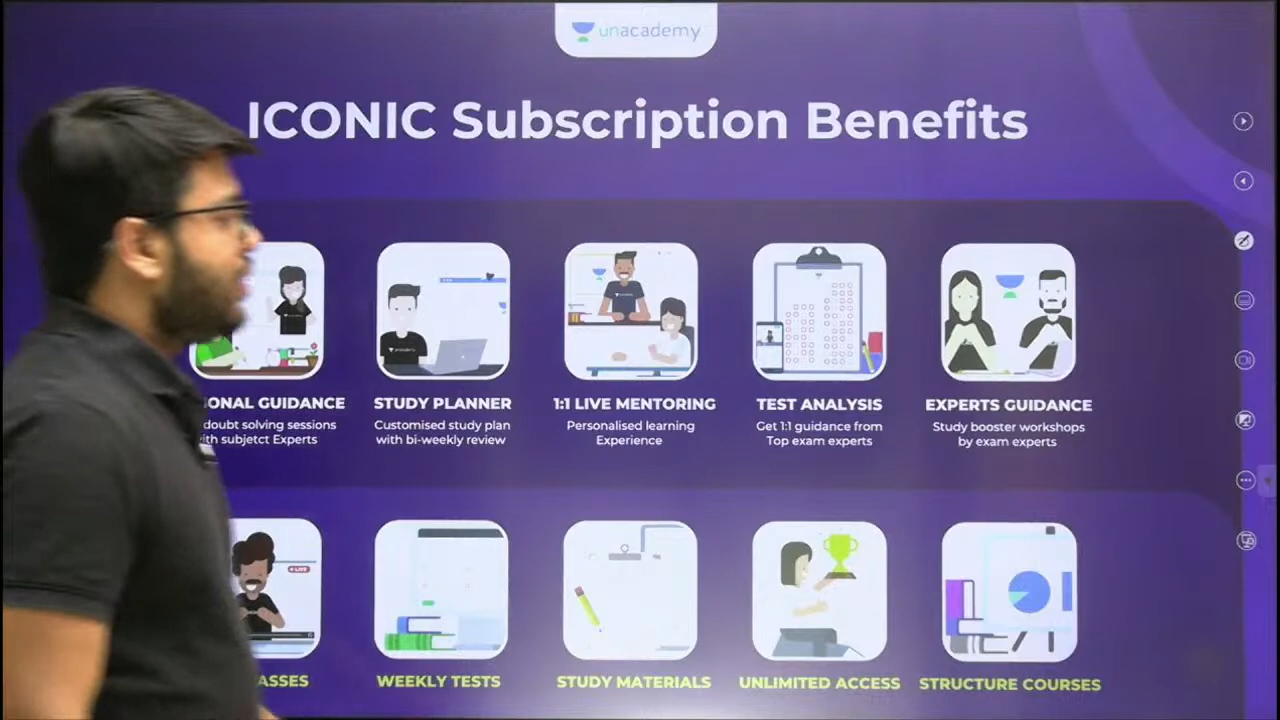 unacademy
ICONIC Subscription Benefits
ONAL GUIDANCE
doubt solving sessions
with subjetct Experts
STUDY PLANNER
Customised study plan
with bi-weekly review
1:1 LIVE MENTORING
Personalised learning
Experience
TEST ANALYSIS
Get 1:1 guidance from
Top exam experts
EXPERTS GUIDANCE
Study booster workshops
by exam experts
LIVE
ASSES
WEEKLY TESTS
STUDY MATERIALS
UNLIMITED ACCESS
STRUCTURE COURSES